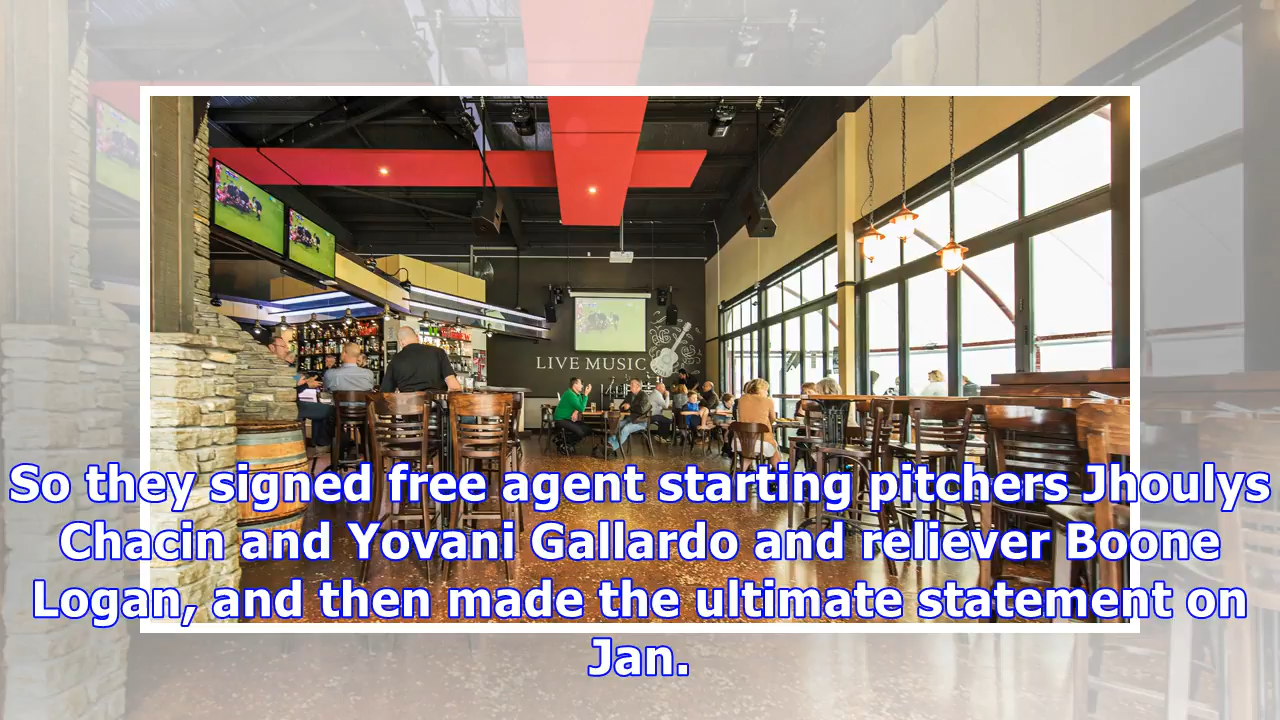 LIVE MUSIC
So they signed free agent starting pitchers Jhoulys
Chacin and Yovani Gallardo and reliever Boone
Logan, and then made the ultimate statement on
Jan.